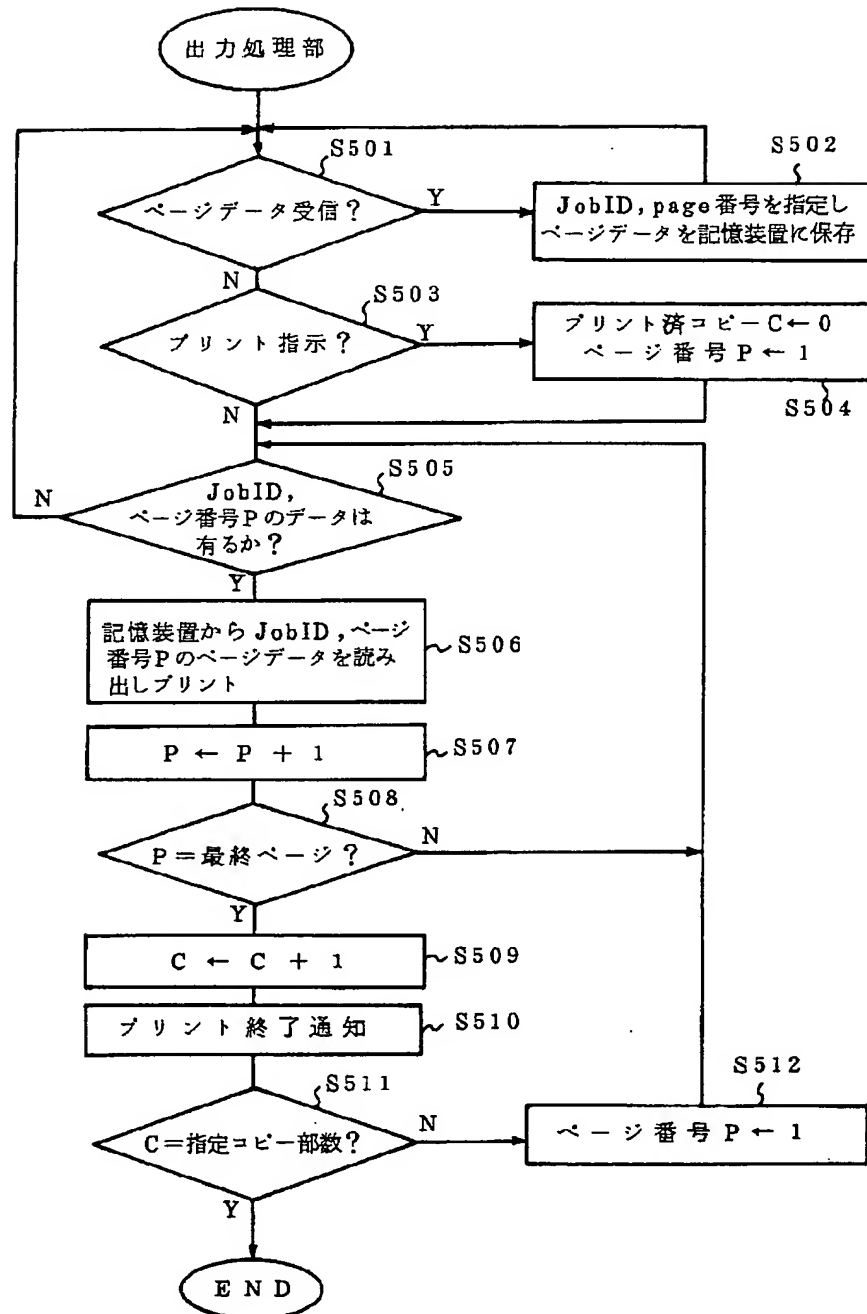 出力処理部
S501
ページデータ受信?
Y
N
S502
JobID,page番号を指定し
ページデータを記憶装置に保存
S503
プリント指示?
Y
N
プリント済コピーC←0
ページ番号P←1
S504
S505
JobID,
ページ番号Pのデータは
有るか?
N
Y
記憶装置からJobID,ページ
番号Pのページデータを読み
出しプリント
S506
P ← P + 1
S507
S508
P=最終ページ?
N
Y
C ← C + 1
S509
プリント終了通知
S510
S511
C=指定コピー部数?
N
Y
S512
ページ番号P←1
END